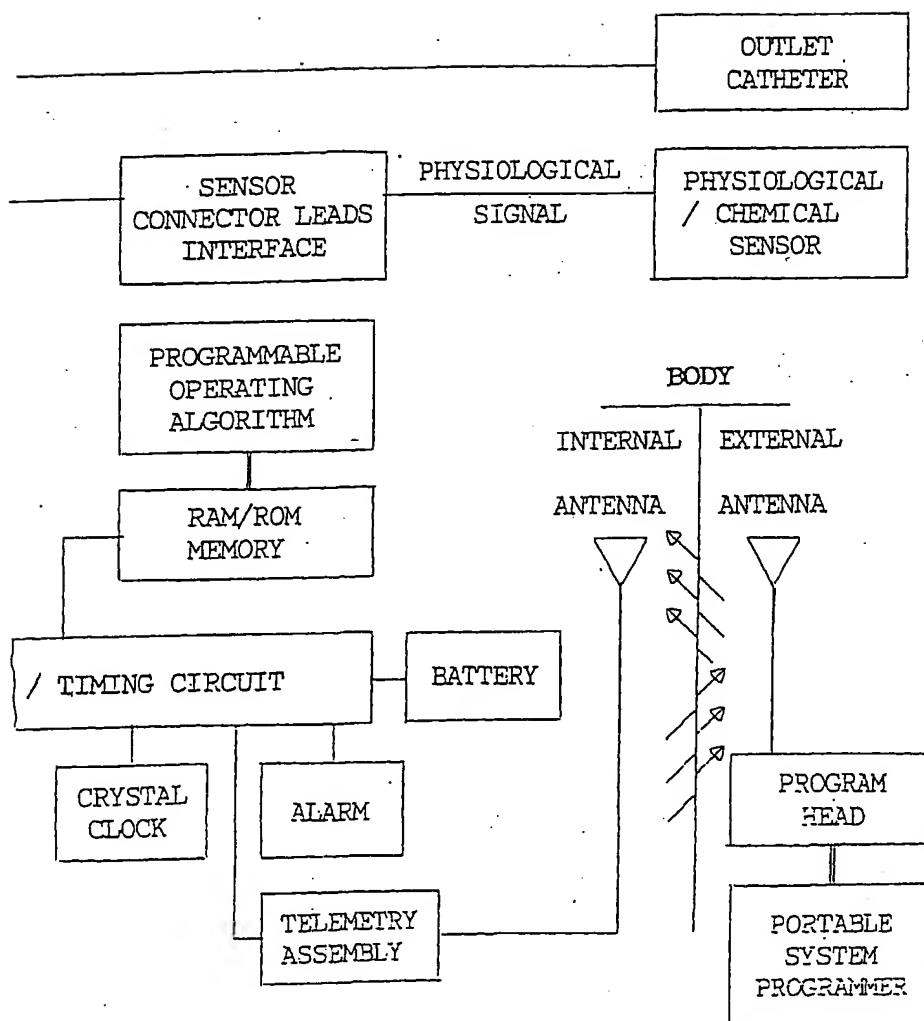 OUTLET
CATHETER
SENSOR
CONNECTOR LEADS
INTERFACE
PHYSIOLOGICAL
SIGNAL
PHYSIOLOGICAL
/ CHEMICAL
SENSOR
PROGRAMMABLE
OPERATING
ALGORITHM
BODY
INTERNAL
EXTERNAL
RAM/ROM
MEMORY
ANTENNA
ANTENNA
/ TIMING CIRCUIT
BATTERY
CRYSTAL
CLOCK
ALARM
PROGRAM
HEAD
TELEMETRY
ASSEMBLY
PORTABLE
SYSTEM
PROGRAMMER